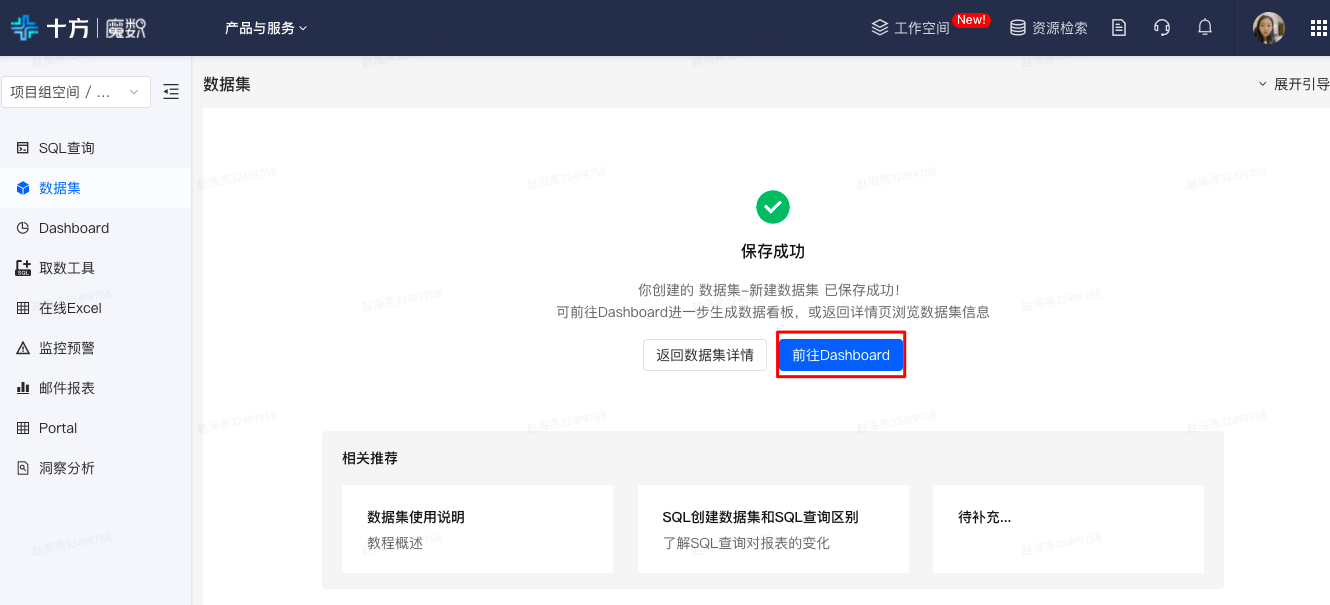 十方 | 魔数
产品与服务
工作空间
New!
资源检索
项目组空间 / ...
数据集
展开引导
SQL查询
数据集
Dashboard
取数工具
在线Excel
监控预警
邮件报表
Portal
洞察分析
保存成功
你创建的 数据集-新建数据集 已保存成功！
可前往Dashboard进一步生成数据看板，或返回详情页浏览数据集信息
返回数据集详情
前往Dashboard
相关推荐
数据集使用说明
教程概述
SQL创建数据集和SQL查询区别
了解SQL查询对报表的变化
待补充...
赵海燕32499758